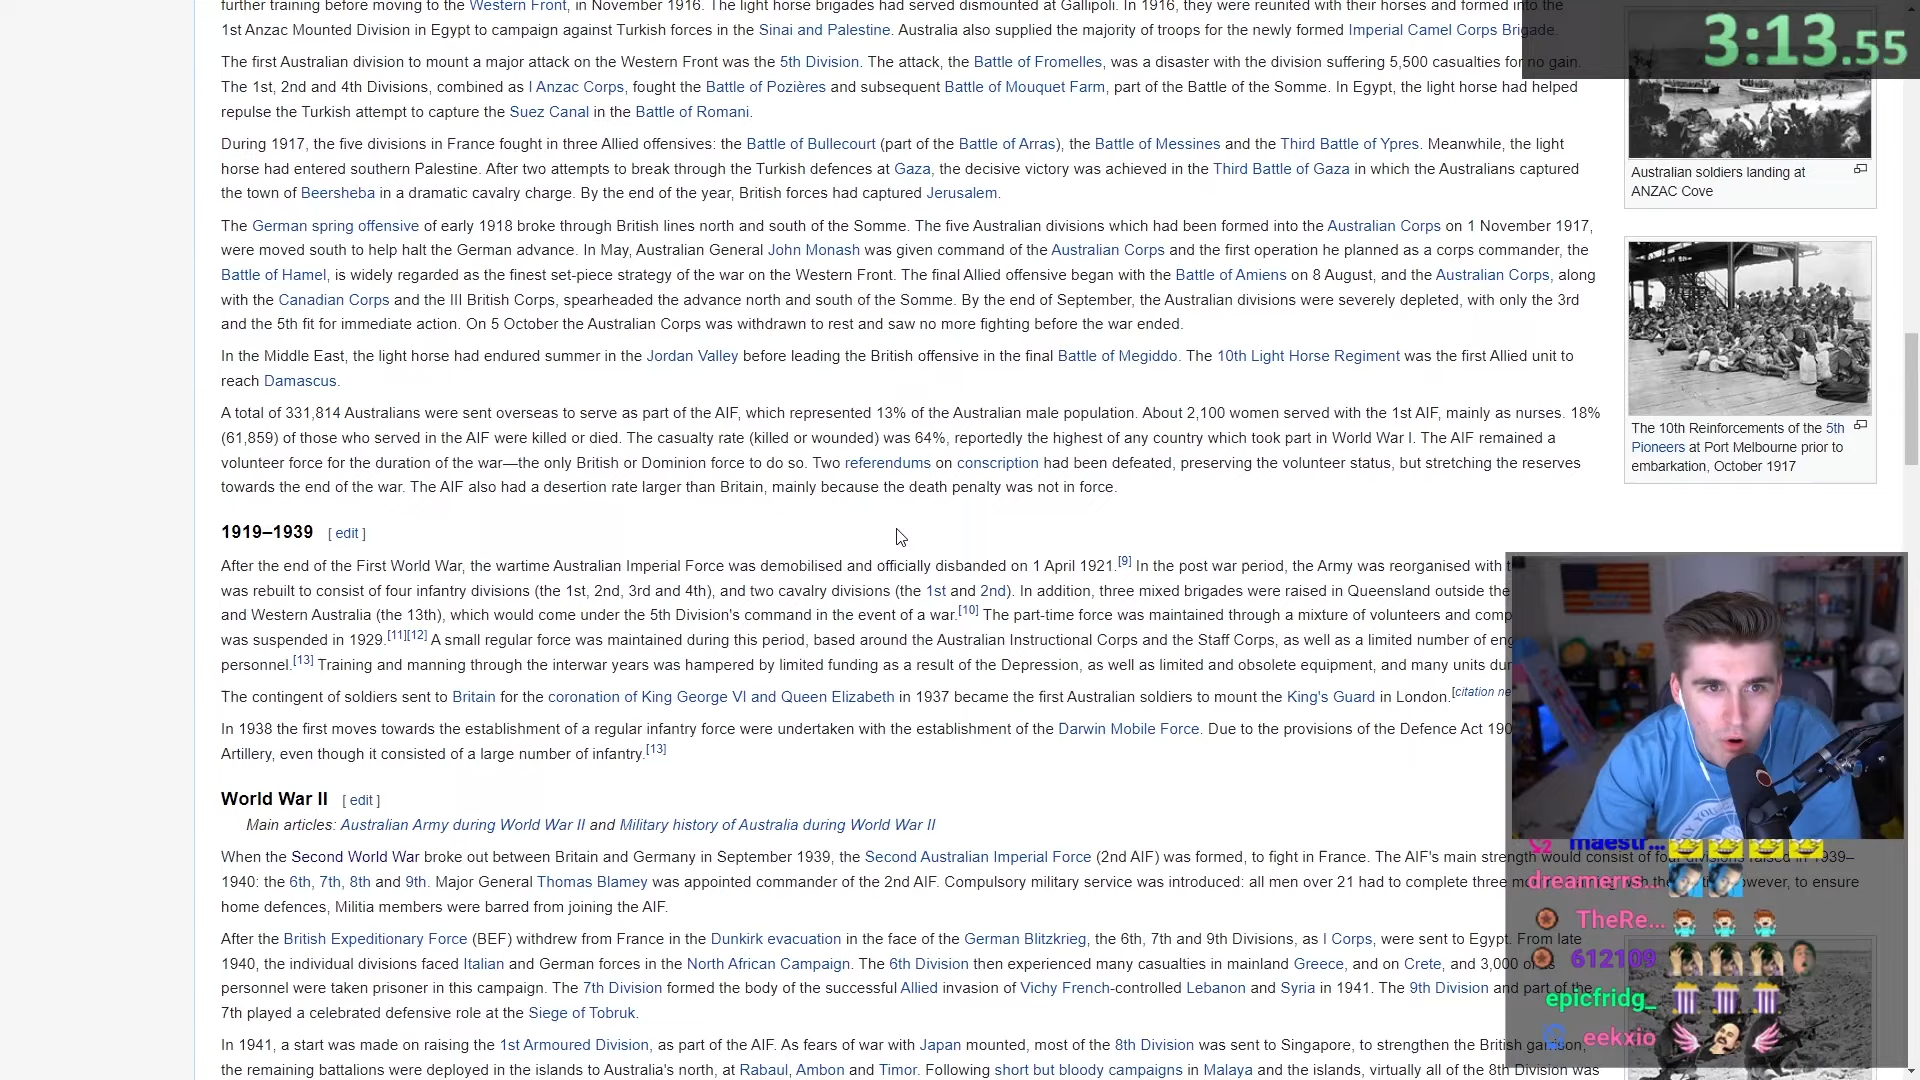 further training before moving to the Western Front, in November 1916. The light horse brigades had served dismounted at Gallipoli. In 1916, they were reunited with their horses and formed into the
1st Anzac Mounted Division in Egypt to campaign against Turkish forces in the Sinai and Palestine. Australia also supplied the majority of troops for the newly formed Imperial Camel Corps Brigade.
3:13.55
The first Australian division to mount a major attack on the Western Front was the 5th Division. The attack, the Battle of Fromelles, was a disaster with the division suffering 5,500 casualties for no gain.
The 1st, 2nd and 4th Divisions, combined as I Anzac Corps, fought the Battle of Pozières and subsequent Battle of Mouquet Farm, part of the Battle of the Somme. In Egypt, the light horse had helped
repulse the Turkish attempt to capture the Suez Canal in the Battle of Romani.
During 1917, the five divisions in France fought in three Allied offensives: the Battle of Bullecourt (part of the Battle of Arras), the Battle of Messines and the Third Battle of Ypres. Meanwhile, the light
horse had entered southern Palestine. After two attempts to break through the Turkish defences at Gaza, the decisive victory was achieved in the Third Battle of Gaza in which the Australians captured
the town of Beersheba in a dramatic cavalry charge. By the end of the year, British forces had captured Jerusalem.
Australian soldiers landing at
ANZAC Cove
The German spring offensive of early 1918 broke through British lines north and south of the Somme. The five Australian divisions which had been formed into the Australian Corps on 1 November 1917,
were moved south to help halt the German advance. In May, Australian General John Monash was given command of the Australian Corps and the first operation he planned as a corps commander, the
Battle of Hamel, is widely regarded as the finest set-piece strategy of the war on the Western Front. The final Allied offensive began with the Battle of Amiens on 8 August, and the Australian Corps, along
with the Canadian Corps and the III British Corps, spearheaded the advance north and south of the Somme. By the end of September, the Australian divisions were severely depleted, with only the 3rd
and the 5th fit for immediate action. On 5 October the Australian Corps was withdrawn to rest and saw no more fighting before the war ended.
In the Middle East, the light horse had endured summer in the Jordan Valley before leading the British offensive in the final Battle of Megiddo. The 10th Light Horse Regiment was the first Allied unit to
reach Damascus.
A total of 331,814 Australians were sent overseas to serve as part of the AIF, which represented 13% of the Australian male population. About 2,100 women served with the 1st AIF, mainly as nurses. 18%
(61,859) of those who served in the AIF were killed or died. The casualty rate (killed or wounded) was 64%, reportedly the highest of any country which took part in World War I. The AIF remained a
volunteer force for the duration of the war—the only British or Dominion force to do so. Two referendums on conscription had been defeated, preserving the volunteer status, but stretching the reserves
towards the end of the war. The AIF also had a desertion rate larger than Britain, mainly because the death penalty was not in force.
The 10th Reinforcements of the 5th
Pioneers at Port Melbourne prior to
embarkation, October 1917
1919–1939 [ edit ]
After the end of the First World War, the wartime Australian Imperial Force was demobilised and officially disbanded on 1 April 1921.[9] In the post war period, the Army was reorganised with
was rebuilt to consist of four infantry divisions (the 1st, 2nd, 3rd and 4th), and two cavalry divisions (the 1st and 2nd). In addition, three mixed brigades were raised in Queensland outside the
and Western Australia (the 13th), which would come under the 5th Division's command in the event of a war.[10] The part-time force was maintained through a mixture of volunteers and comp
was suspended in 1929.[11][12] A small regular force was maintained during this period, based around the Australian Instructional Corps and the Staff Corps, as well as a limited number of en
personnel.[13] Training and manning through the interwar years was hampered by limited funding as a result of the Depression, as well as limited and obsolete equipment, and many units du
The contingent of soldiers sent to Britain for the coronation of King George VI and Queen Elizabeth in 1937 became the first Australian soldiers to mount the King's Guard in London.[citation ne
In 1938 the first moves towards the establishment of a regular infantry force were undertaken with the establishment of the Darwin Mobile Force. Due to the provisions of the Defence Act 190
Artillery, even though it consisted of a large number of infantry.[13]
World War II [ edit ]
Main articles: Australian Army during World War II and Military history of Australia during World War II
When the Second World War broke out between Britain and Germany in September 1939, the Second Australian Imperial Force (2nd AIF) was formed, to fight in France. The AIF's main strength would consist of four divisions raised in 1939–
1940: the 6th, 7th, 8th and 9th. Major General Thomas Blamey was appointed commander of the 2nd AIF. Compulsory military service was introduced: all men over 21 had to complete three However, to ensure
home defences, Militia members were barred from joining the AIF.
After the British Expeditionary Force (BEF) withdrew from France in the Dunkirk evacuation in the face of the German Blitzkrieg, the 6th, 7th and 9th Divisions, as I Corps, were sent to Egypt. From late
1940, the individual divisions faced Italian and German forces in the North African Campaign. The 6th Division then experienced many casualties in mainland Greece, and on Crete, and 3,000 of
personnel were taken prisoner in this campaign. The 7th Division formed the body of the successful Allied invasion of Vichy French-controlled Lebanon and Syria in 1941. The 9th Division and part of the
7th played a celebrated defensive role at the Siege of Tobruk.
In 1941, a start was made on raising the 1st Armoured Division, as part of the AIF. As fears of war with Japan mounted, most of the 8th Division was sent to Singapore, to strengthen the British garrison,
the remaining battalions were deployed in the islands to Australia's north, at Rabaul, Ambon and Timor. Following short but bloody campaigns in Malaya and the islands, virtually all of the 8th Division was
maestr...
dreamerrs...
TheRe...
612109
epicfridg_
eekxio